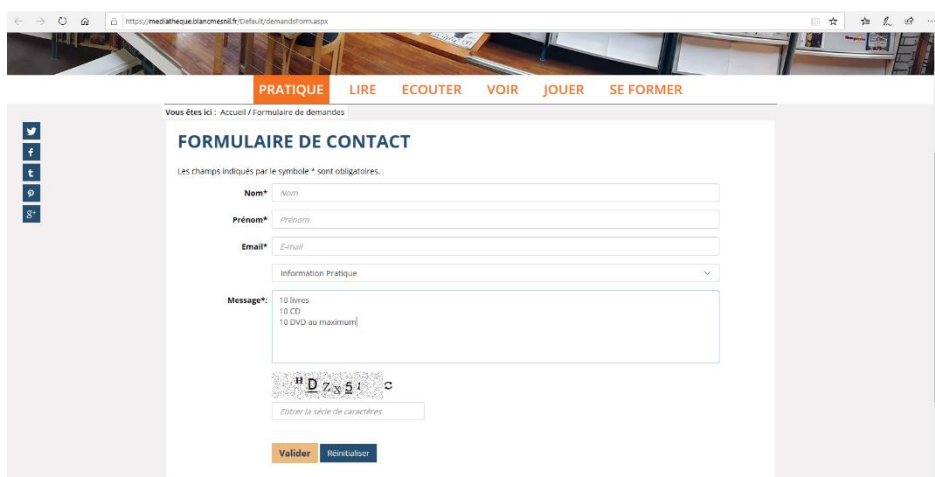 https://mediatheque.blancmesnil.fr/Default/demandsForm.aspx
PRATIQUE LIRE ECOUTER VOIR JOUER SE FORMER
Vous êtes ici : Accueil / Formulaire de demandes
FORMULAIRE DE CONTACT
Les champs indiqués par le symbole * sont obligatoires.
Nom* Nom
Prénom* Prénom
Email* E-mail
Information Pratique
Message*: 10 livres
10 CD
10 DVD au maximum
Entrer la série de caractères
Valider Réinitialiser